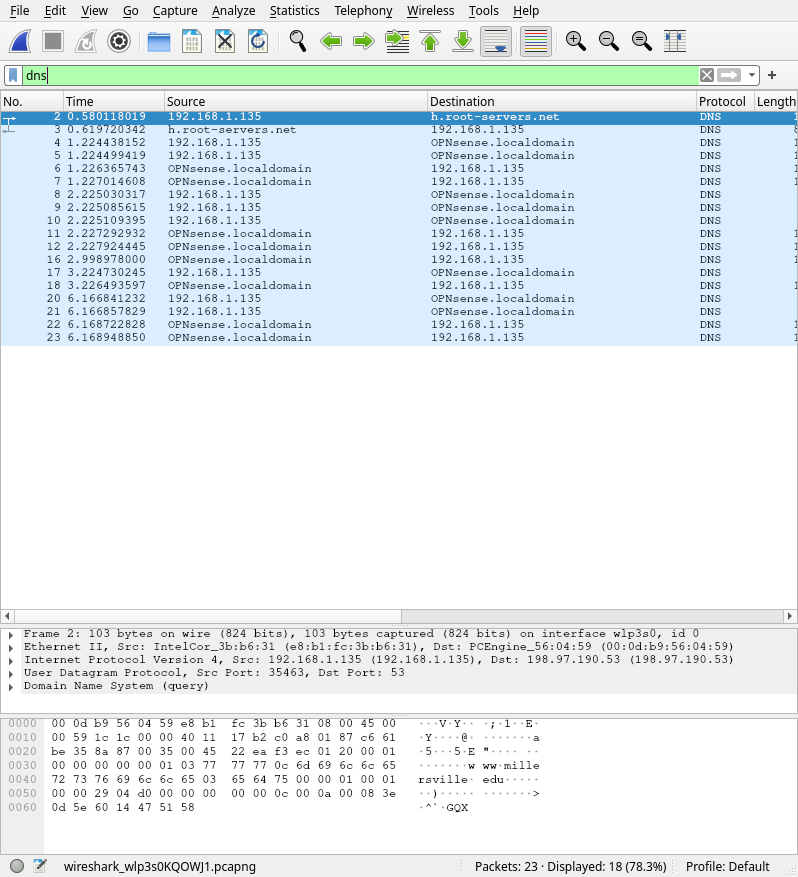 File Edit View Go Capture Analyze Statistics Telephony Wireless Tools Help
dns
No. Time Source Destination Protocol Length
2 0.580118019 192.168.1.135 h.root-servers.net DNS 1
3 0.619720342 h.root-servers.net 192.168.1.135 DNS 8
4 1.224438152 192.168.1.135 OPNsense.localdomain DNS
5 1.224499419 192.168.1.135 OPNsense.localdomain DNS
6 1.226365743 OPNsense.localdomain 192.168.1.135 DNS 1
7 1.227014608 OPNsense.localdomain 192.168.1.135 DNS 1
8 2.225030317 192.168.1.135 OPNsense.localdomain DNS
9 2.225085615 192.168.1.135 OPNsense.localdomain DNS
10 2.225109395 192.168.1.135 OPNsense.localdomain DNS
11 2.227292932 OPNsense.localdomain 192.168.1.135 DNS 1
12 2.227924445 OPNsense.localdomain 192.168.1.135 DNS 1
16 2.998978000 OPNsense.localdomain 192.168.1.135 DNS 1
17 3.224730245 192.168.1.135 OPNsense.localdomain DNS
18 3.226493597 OPNsense.localdomain 192.168.1.135 DNS 1
20 6.166841232 192.168.1.135 OPNsense.localdomain DNS
21 6.166857829 192.168.1.135 OPNsense.localdomain DNS
22 6.168722828 OPNsense.localdomain 192.168.1.135 DNS 1
23 6.168948850 OPNsense.localdomain 192.168.1.135 DNS 1
Frame 2: 103 bytes on wire (824 bits), 103 bytes captured (824 bits) on interface wlp3s0, id 0
Ethernet II, Src: IntelCor_3b:b6:31 (e8:b1:fc:3b:b6:31), Dst: PCEngine_56:04:59 (00:0d:b9:56:04:59)
Internet Protocol Version 4, Src: 192.168.1.135 (192.168.1.135), Dst: 198.97.190.53 (198.97.190.53)
User Datagram Protocol, Src Port: 35463, Dst Port: 53
Domain Name System (query)
0000 00 0d b9 56 04 59 e8 b1 fc 3b b6 31 08 00 45 00 ···V·Y·· ·;·1··E·
0010 00 59 1c 1c 00 00 40 11 17 b2 c0 a8 01 87 c6 61 ·Y····@· ·······a
0020 be 35 8a 87 00 35 00 45 22 ea f3 ec 01 20 00 01 ·5···5·E "···· ··
0030 00 00 00 00 00 01 03 77 77 77 0c 6d 69 6c 6c 65 ·······w ww·mille
0040 72 73 76 69 6c 6c 65 03 65 64 75 00 00 01 00 01 rsville· edu·····
0050 00 00 29 04 d0 00 00 00 00 00 0c 00 0a 00 08 3e ··)····· ·······>
0060 0d 5e 60 14 47 51 58 ·^`·GQX
wireshark_wlp3s0KQOWJ1.pcapng Packets: 23 · Displayed: 18 (78.3%) Profile: Default